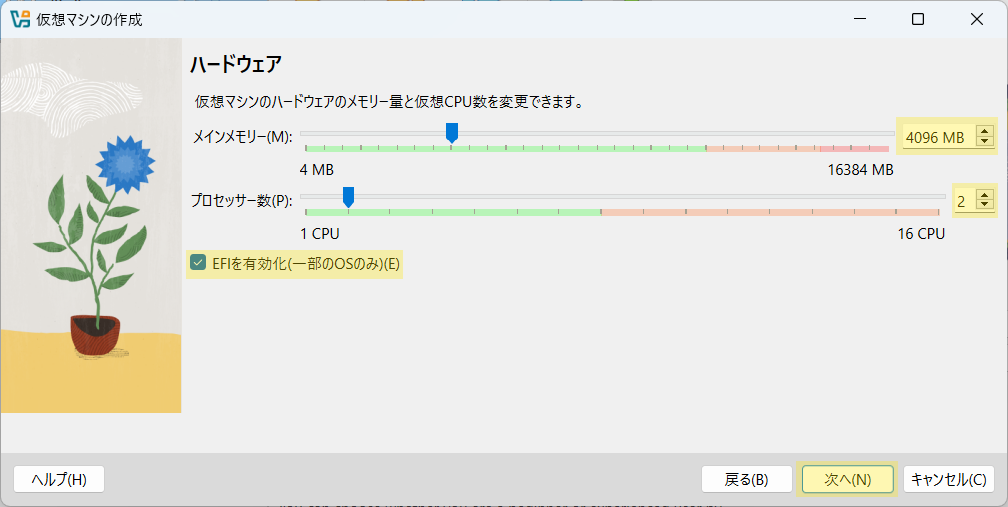 仮想マシンの作成
ハードウェア
仮想マシンのハードウェアのメモリー量と仮想CPU数を変更できます。
メインメモリー(M):
4096 MB
4 MB
16384 MB
プロセッサー数(P):
2
1 CPU
16 CPU
EFIを有効化(一部のOSのみ)(E)
ヘルプ(H)
戻る(B)
次へ(N)
キャンセル(C)